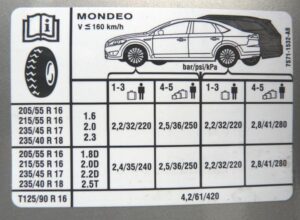 MONDEO
V ≤ 160 km/h
7S71-1532-AB
bar/psi/kPa
1-3 4-5 1-3 4-5
205/55 R 16
215/55 R 16
235/45 R 17
235/40 R 18
1.6
2.0
2.3
2,2/32/220 2,5/36/250 2,2/32/220 2,8/41/280
205/55 R 16
215/55 R 16
235/45 R 17
235/40 R 18
1.8D
2.0D
2.2D
2.5T
2,4/35/240 2,5/36/250 2,2/32/220 2,8/41/280
T125/90 R 16 4,2/61/420